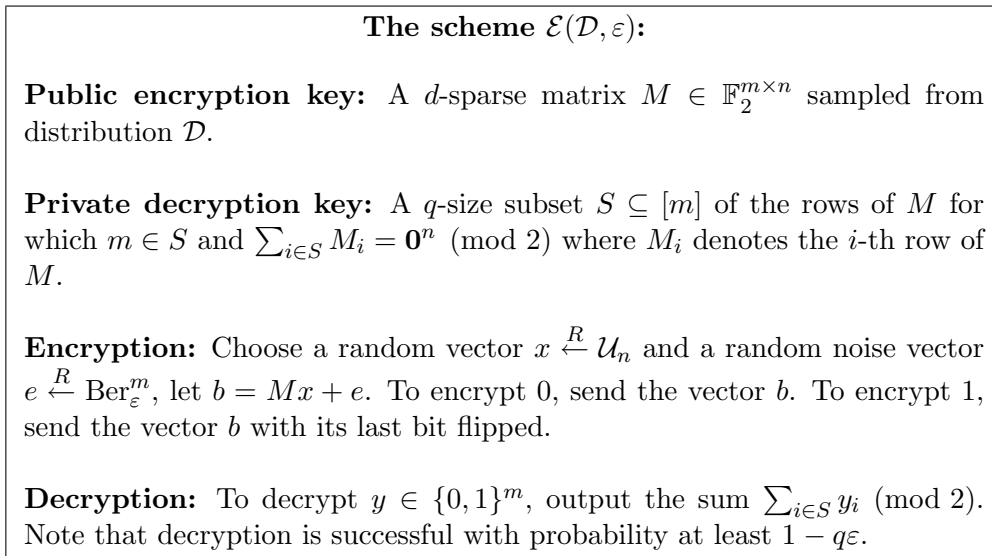 The scheme ℰ(𝒟, ε):
Public encryption key: A d-sparse matrix M ∈ 𝔽₂^{m×n} sampled from
distribution 𝒟.
Private decryption key: A q-size subset S ⊆ [m] of the rows of M for
which m ∈ S and ∑_{i∈S} M_i = 𝟎ⁿ (mod 2) where M_i denotes the i-th row of
M.
Encryption: Choose a random vector x ←^R 𝒰_n and a random noise vector
e ←^R Ber_ε^m, let b = Mx + e. To encrypt 0, send the vector b. To encrypt 1,
send the vector b with its last bit flipped.
Decryption: To decrypt y ∈ {0, 1}^m, output the sum ∑_{i∈S} y_i (mod 2).
Note that decryption is successful with probability at least 1 − qε.